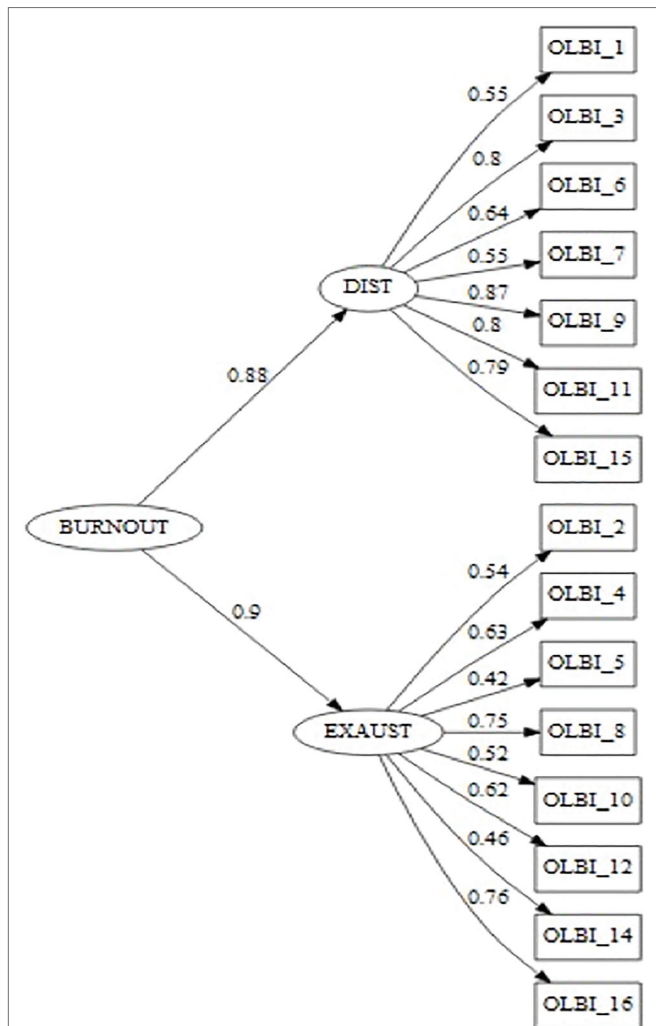 OLBI_1
0.55
OLBI_3
0.8
OLBI_6
0.64
OLBI_7
0.55
DIST
0.87
OLBI_9
0.8
OLBI_11
0.79
0.88
OLBI_15
BURNOUT
OLBI_2
0.54
OLBI_4
0.9
0.63
OLBI_5
0.42
EXAUST
0.75
OLBI_8
0.52
OLBI_10
0.62
OLBI_12
0.46
OLBI_14
0.76
OLBI_16